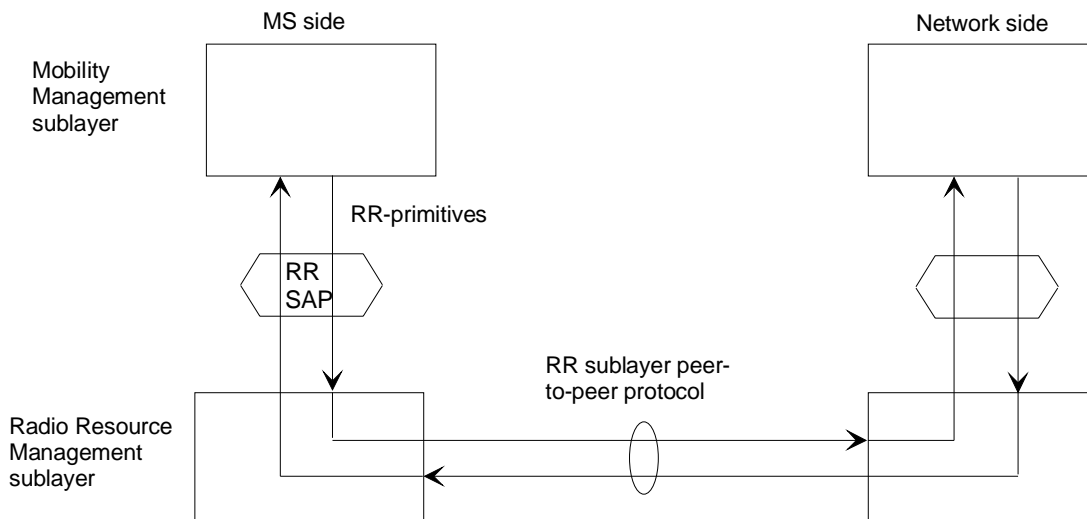 MS side
Network side
Mobility
Management
sublayer
RR-primitives
RR
SAP
RR sublayer peer-
to-peer protocol
Radio Resource
Management
sublayer